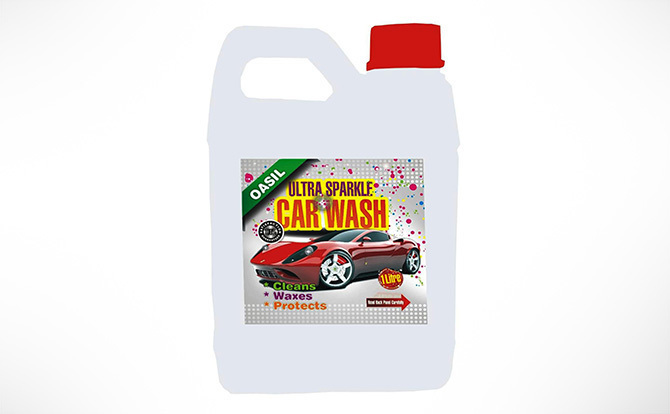 OASIL
ULTRA SPARKLE
CAR WASH
* Cleans
* Waxes
* Protects
1 Litre
Read Back Panel Carefully